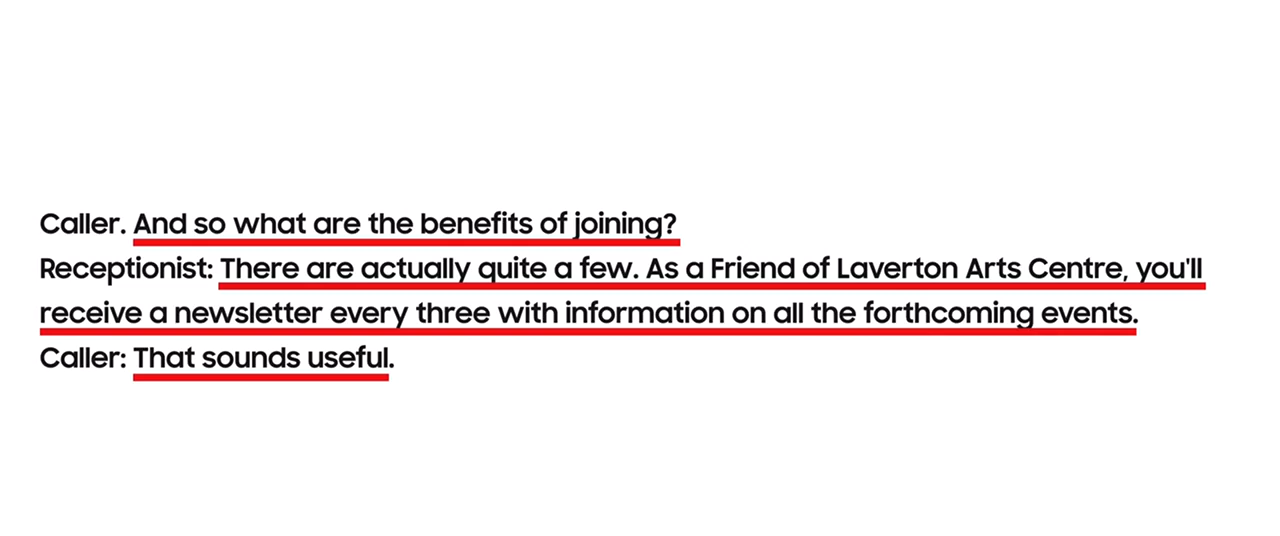 Caller. And so what are the benefits of joining?
Receptionist: There are actually quite a few. As a Friend of Laverton Arts Centre, you'll
receive a newsletter every three with information on all the forthcoming events.
Caller: That sounds useful.